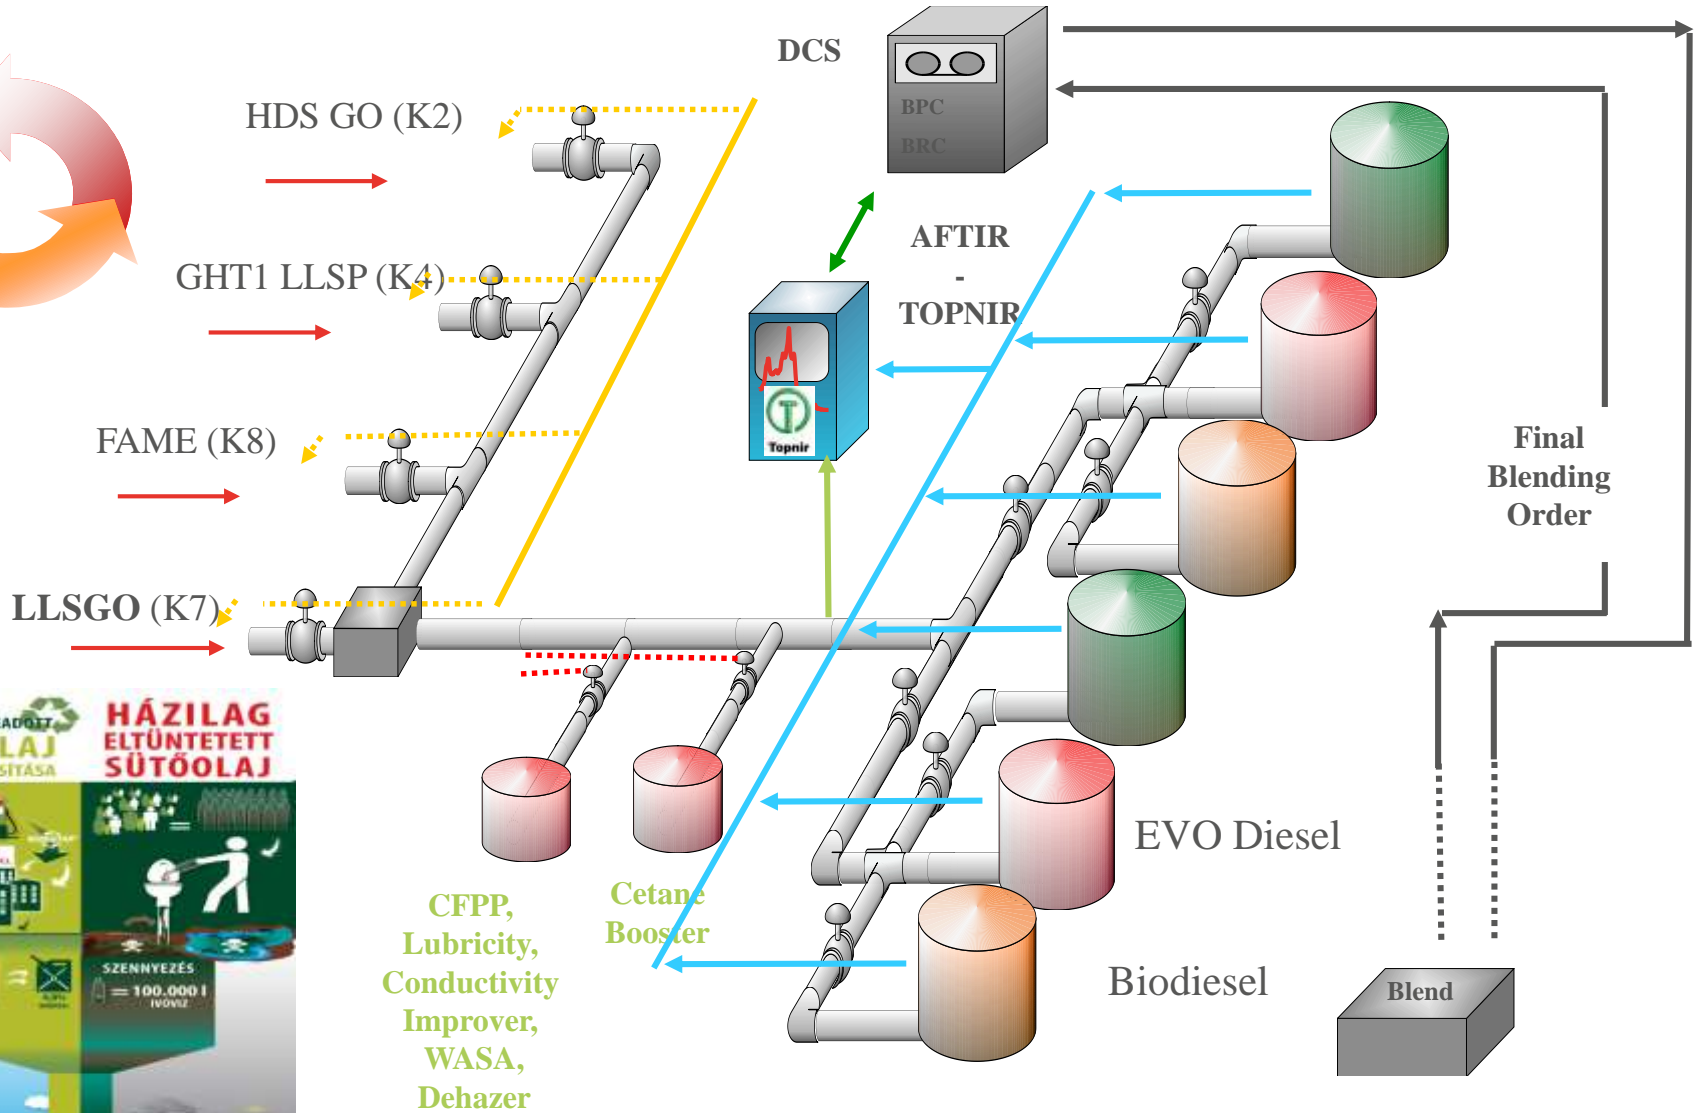 DCS
BPC
BRC
HDS GO (K2)
AFTIR
-
TOPNIR
GHT1 LLSP (K4)
Topnir
FAME (K8)
Final
Blending
Order
LLSGO (K7)
HÁZILAG
ELTÜNTETETT
SÜTŐOLAJ
SZENNYEZÉS
= 100.000 l
IVÓVÍZ
EVO Diesel
CFPP,
Lubricity,
Conductivity
Improver,
WASA,
Dehazer
Cetane
Booster
Biodiesel
Blend